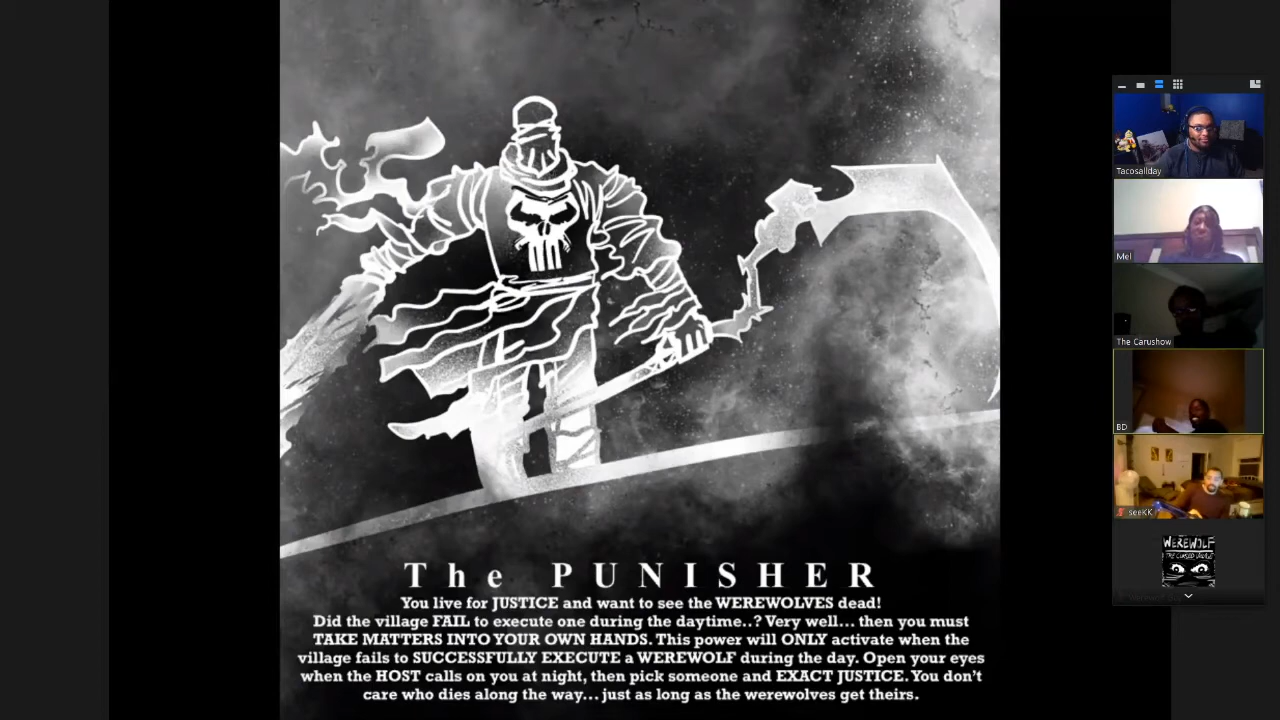 The PUNISHER
You live for JUSTICE and want to see the WEREWOLVES dead!
Did the village FAIL to execute one during the daytime..? Very well... then you must
TAKE MATTERS INTO YOUR OWN HANDS. This power will ONLY activate when the
village fails to SUCCESSFULLY EXECUTE a WEREWOLF during the day. Open your eyes
when the HOST calls on you at night, then pick someone and EXACT JUSTICE. You don't
care who dies along the way... just as long as the werewolves get theirs.
Tacosallday
Mel
The Carushow
BD
seeKK
WEREWOLF
THE CURSED VILLAGE